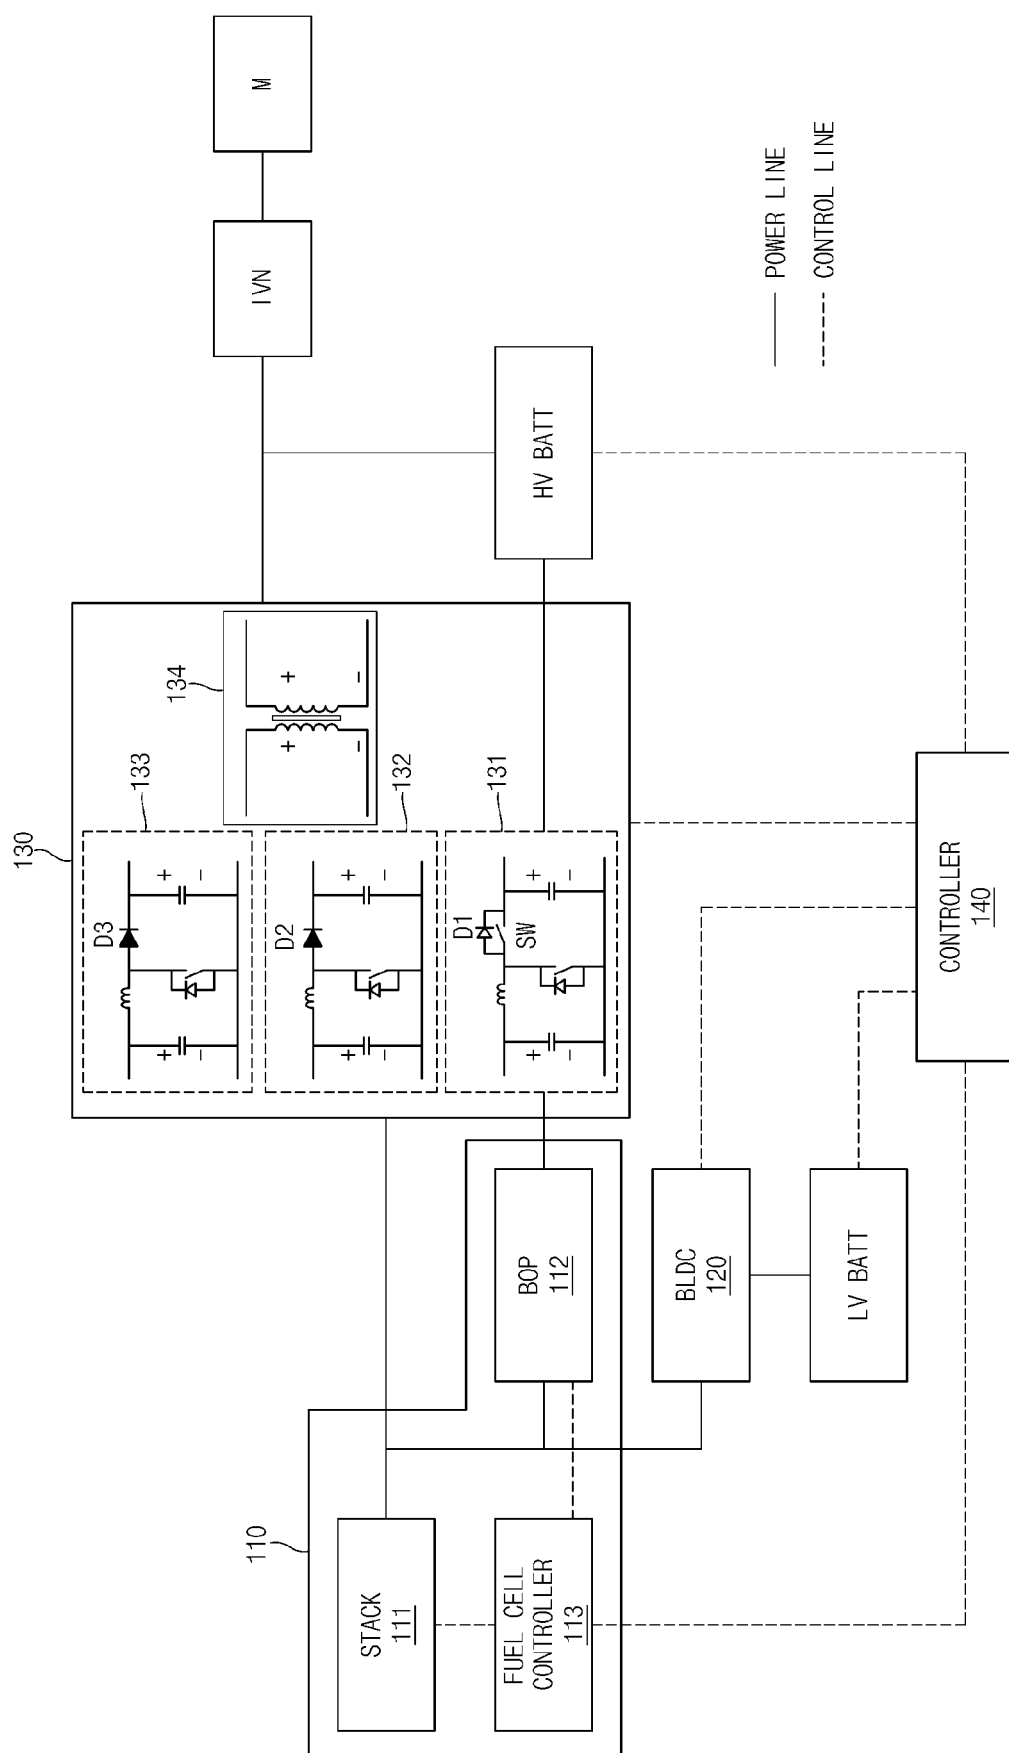 130
133
D3
+
−
+
−
134
+
−
+
−
132
D2
+
−
+
−
131
D1
SW
+
−
+
−
IVN
M
110
STACK
111
FUEL CELL
CONTROLLER
113
BOP
112
HV BATT
BLDC
120
LV BATT
CONTROLLER
140
POWER LINE
CONTROL LINE